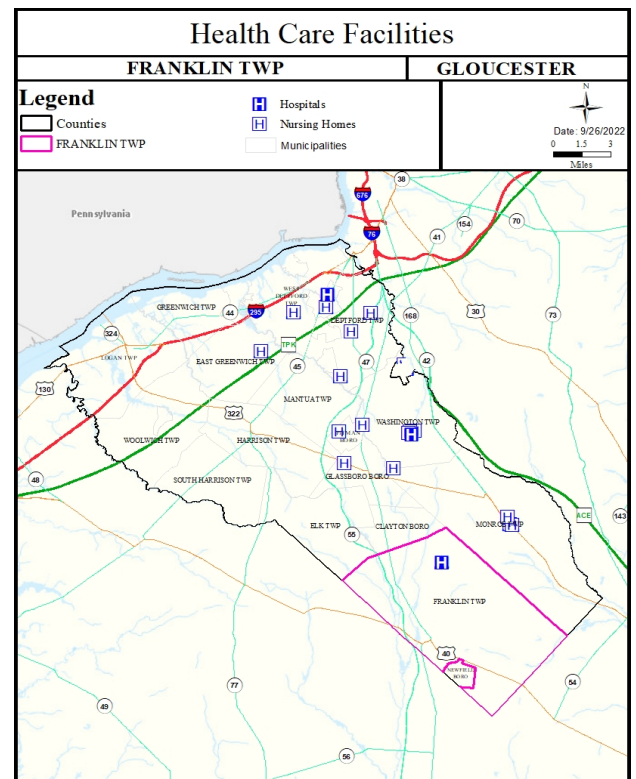 Health Care Facilities
FRANKLIN TWP
GLOUCESTER
Legend
Counties
FRANKLIN TWP
H Hospitals
H Nursing Homes
Municipalities
N
Date: 9/26/2022
0 1.5 3
Miles
Pennsylvania
38
676
70
154
41
76
WEST
DEPTFORD
TWP
GREENWICH TWP
44
295
DEPTFORD TWP
168
30
73
324
LOGAN TWP
TPK
EAST GREENWICH TWP
45
47
42
130
MANTUA TWP
322
WASHINGTON TWP
WOOLWICH TWP
HARRISON TWP
BORO
48
SOUTH HARRISON TWP
GLASSBORO BORO
ELK TWP
CLAYTON BORO
ACE
143
55
FRANKLIN TWP
40
NEWFIELD
BORO
54
77
49
56